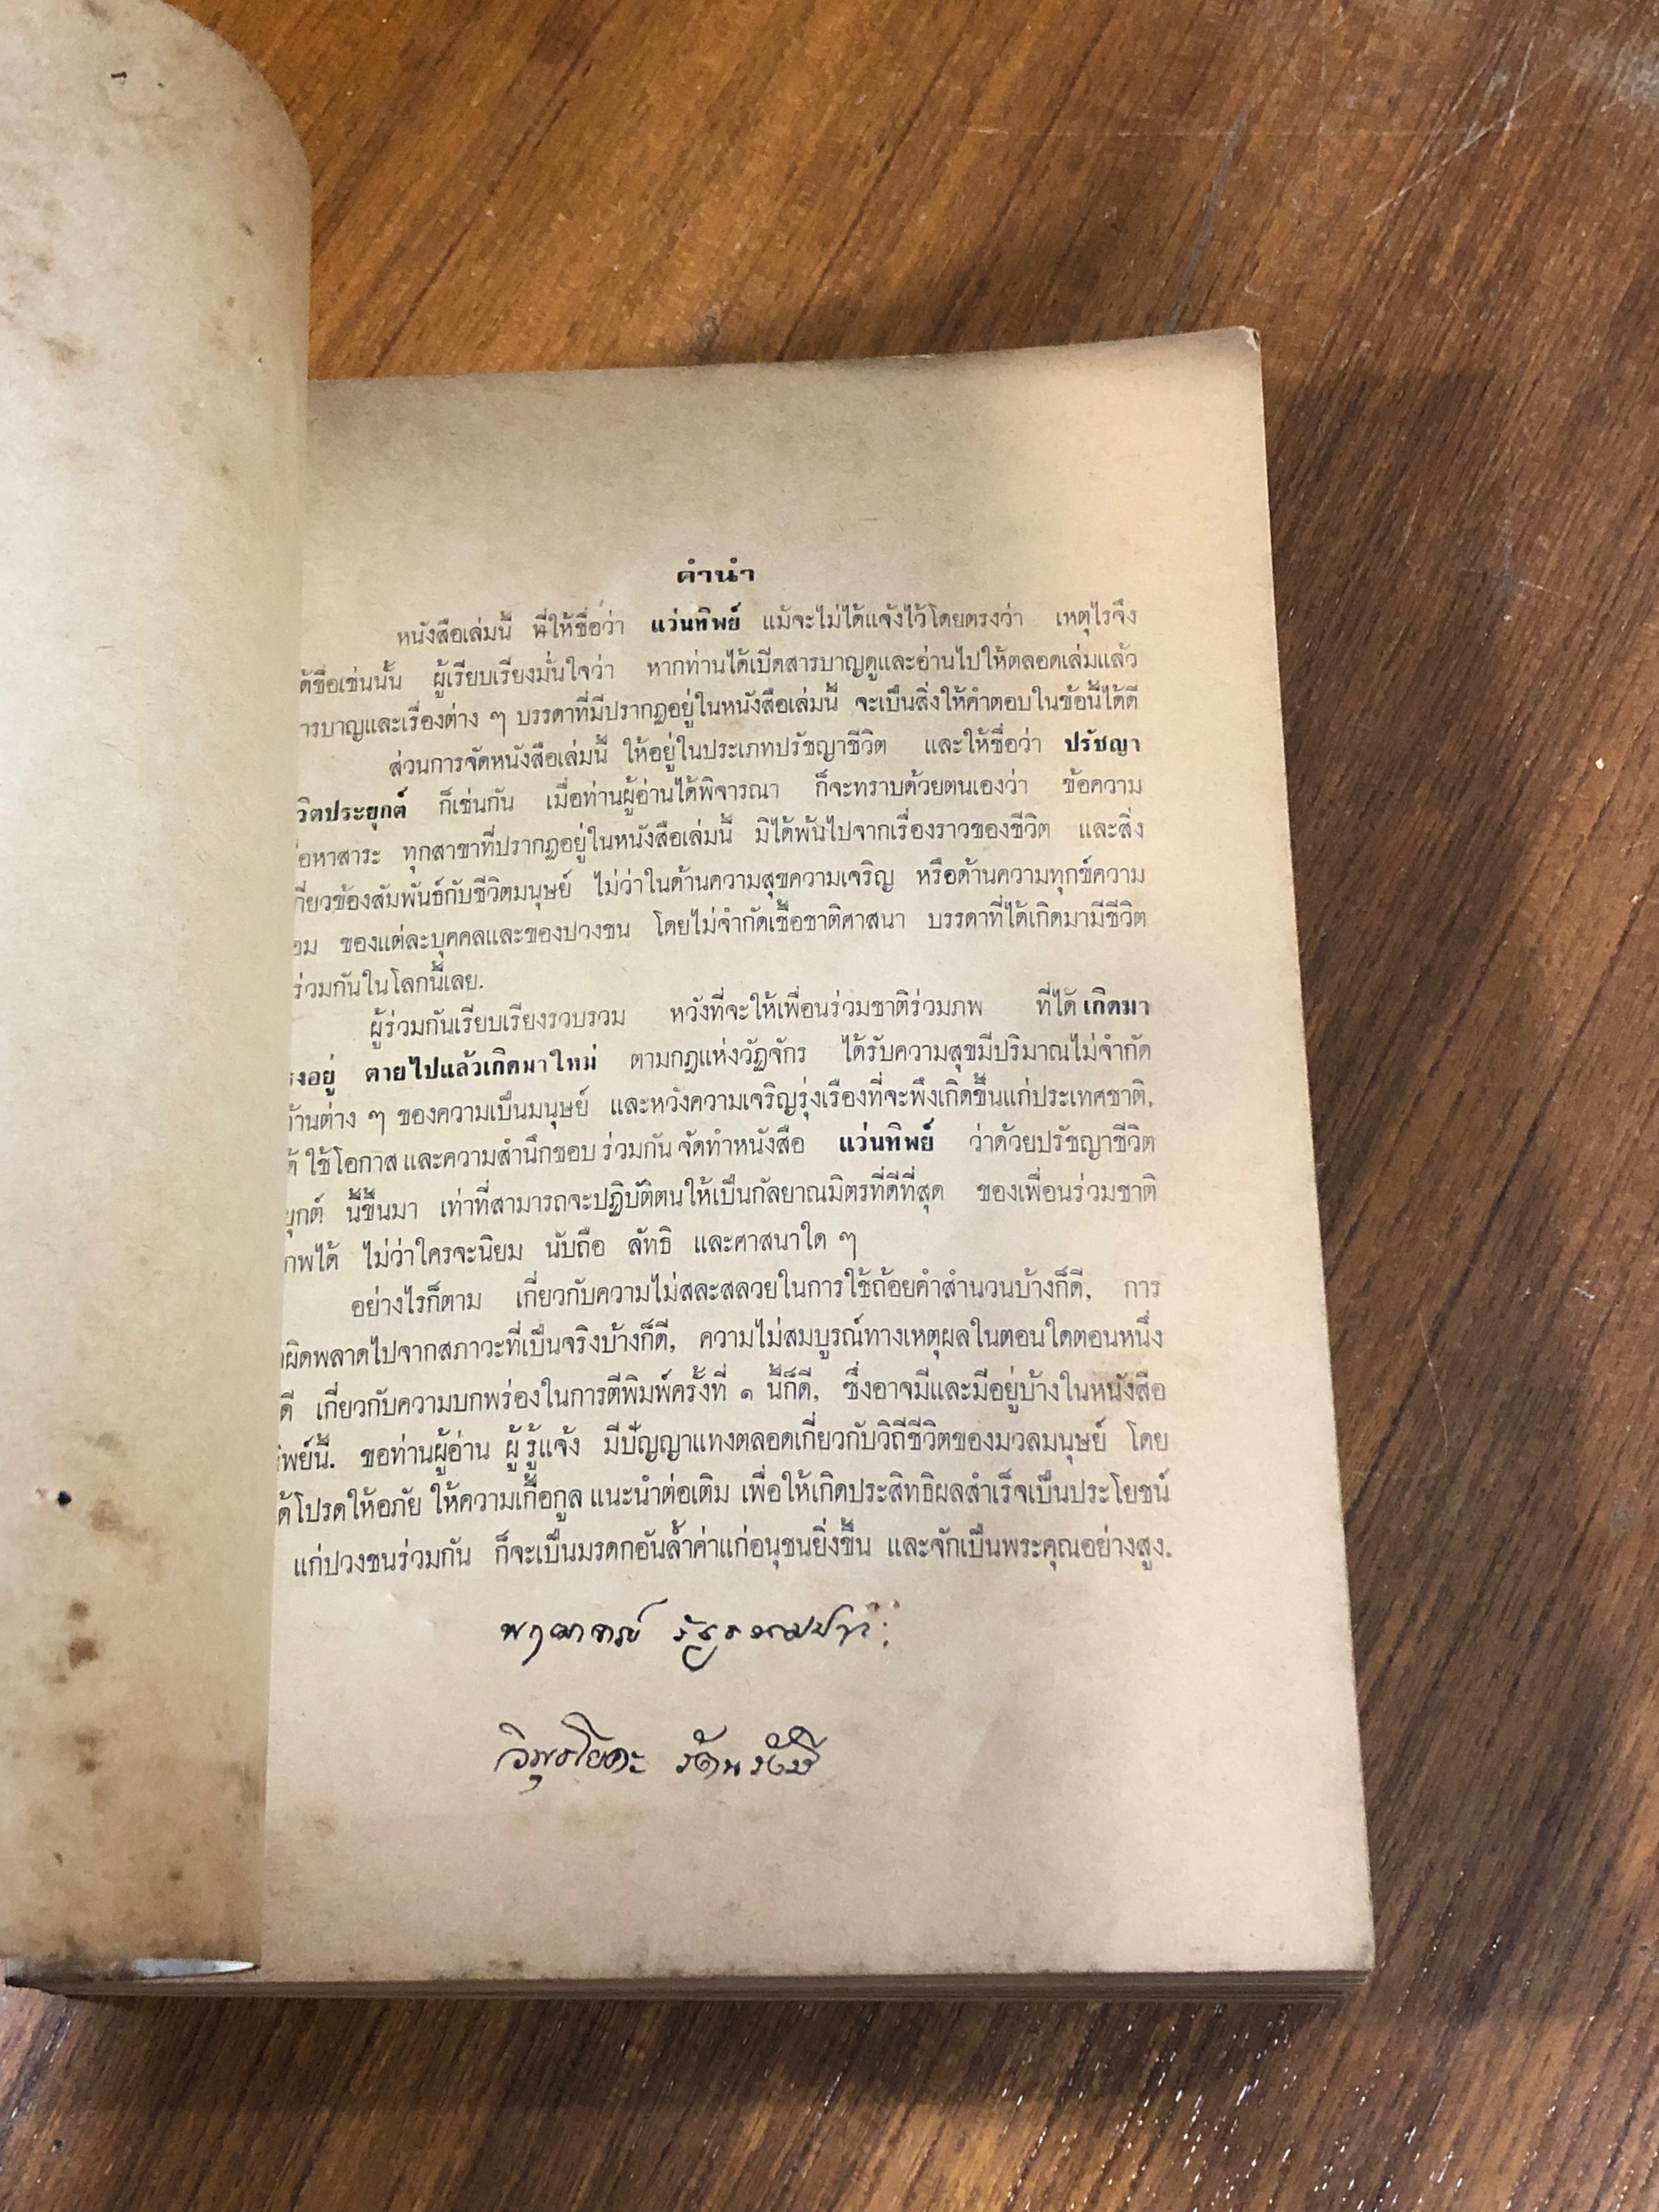 คำนำ
หนังสือเล่มนี้ ที่ให้ชื่อว่า แว่นทิพย์ แม้จะไม่ได้แจ้งไว้โดยตรงว่า เหตุไรจึง
ด้ชื่อเช่นนั้น ผู้เรียบเรียงมั่นใจว่า หากท่านได้เปิดสารบาญดูและอ่านไปให้ตลอดเล่มแล้ว
ารบาญและเรื่องต่าง ๆ บรรดาที่มีปรากฏอยู่ในหนังสือเล่มนี้ จะเป็นสิ่งให้คำตอบในข้อนี้ได้ดี
ส่วนการจัดหนังสือเล่มนี้ ให้อยู่ในประเภทปรัชญาชีวิต และให้ชื่อว่า ปรัชญา
วิตประยุกต์ ก็เช่นกัน เมื่อท่านผู้อ่านได้พิจารณา ก็จะทราบด้วยตนเองว่า ข้อความ
อหาสาระ ทุกสาขาที่ปรากฏอยู่ในหนังสือเล่มนี้ มิได้พ้นไปจากเรื่องราวของชีวิต และสิ่ง
กี่ยวข้องสัมพันธ์กับชีวิตมนุษย์ ไม่ว่าในด้านความสุขความเจริญ หรือด้านความทุกข์ความ
อม ของแต่ละบุคคลและของปวงชน โดยไม่จำกัดเชื้อชาติศาสนา บรรดาที่ได้เกิดมามีชีวิต
ร่วมกันในโลกนี้เลย.
ผู้ร่วมกันเรียบเรียงรวบรวม หวังที่จะให้เพื่อนร่วมชาติร่วมภพ ที่ได้ เกิดมา
งอยู่ ตายไปแล้วเกิดมาใหม่ ตามกฎแห่งวัฏจักร ได้รับความสุขมีปริมาณไม่จำกัด
ด้านต่าง ๆ ของความเป็นมนุษย์ และหวังความเจริญรุ่งเรืองที่จะพึงเกิดขึ้นแก่ประเทศชาติ,
ด้ ใช้โอกาส และความสำนึกชอบ ร่วมกัน จัดทำหนังสือ แว่นทิพย์ ว่าด้วยปรัชญาชีวิต
ยุกต์ นี้ขึ้นมา เท่าที่สามารถจะปฏิบัติตนให้เป็นกัลยาณมิตรที่ดีที่สุด ของเพื่อนร่วมชาติ
ภพได้ ไม่ว่าใครจะนิยม นับถือ ลัทธิ และศาสนาใด ๆ
อย่างไรก็ตาม เกี่ยวกับความไม่สละสลวยในการใช้ถ้อยคำสำนวนบ้างก็ดี, การ
ผิดพลาดไปจากสภาวะที่เป็นจริงบ้างก็ดี, ความไม่สมบูรณ์ทางเหตุผลในตอนใดตอนหนึ่ง
ดี เกี่ยวกับความบกพร่องในการตีพิมพ์ครั้งที่ ๑ นี้ก็ดี, ซึ่งอาจมีและมีอยู่บ้างในหนังสือ
ทิพย์นี้. ขอท่านผู้อ่าน ผู้ รู้แจ้ง มีปัญญาแทงตลอดเกี่ยวกับวิถีชีวิตของมวลมนุษย์ โดย
ด้โปรดให้อภัย ให้ความเกื้อกูล แนะนำต่อเติม เพื่อให้เกิดประสิทธิผลสำเร็จเป็นประโยชน์
แก่ปวงชนร่วมกัน ก็จะเป็นมรดกอันล้ำค่าแก่อนุชนยิ่งขึ้น และจักเป็นพระคุณอย่างสูง.